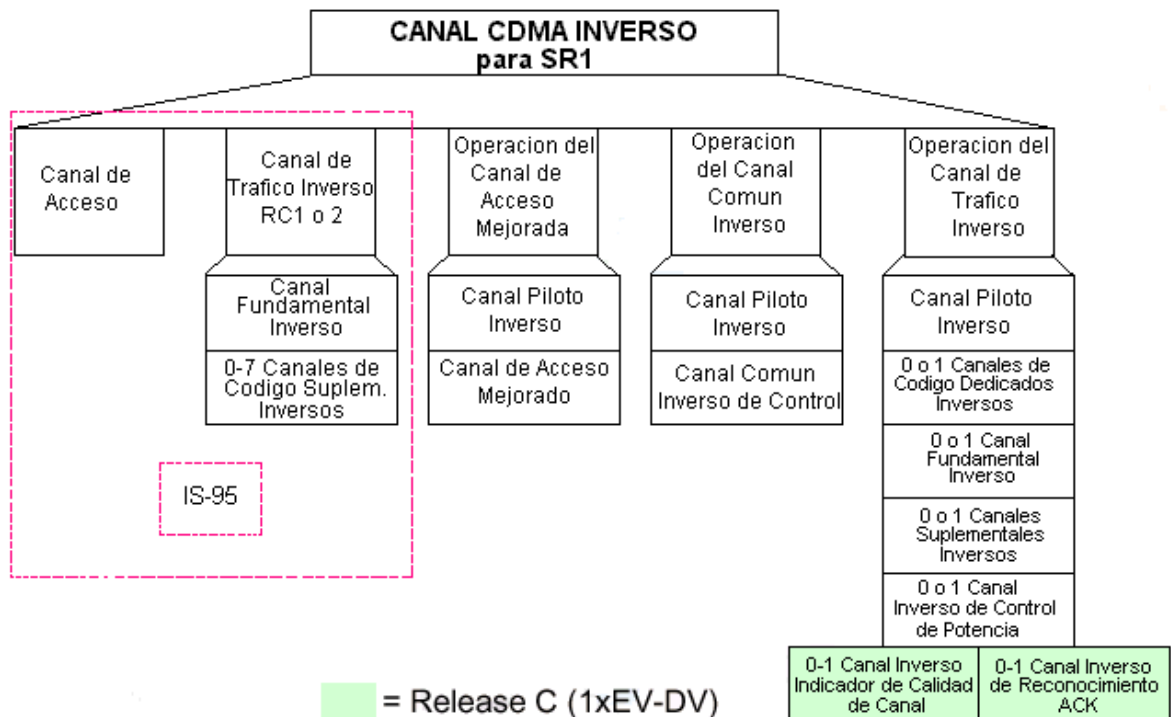 CANAL CDMA INVERSO
para SR1
Canal de
Acceso
Canal de
Trafico Inverso
RC1 o 2
Operacion del
Canal de
Acceso
Mejorada
Operacion
del Canal
Comun
Inverso
Operacion del
Canal de
Trafico
Inverso
Canal
Fundamental
Inverso
0-7 Canales de
Codigo Suplem.
Inversos
Canal Piloto
Inverso
Canal de Acceso
Mejorado
Canal Piloto
Inverso
Canal Comun
Inverso de Control
Canal Piloto
Inverso
0 o 1 Canales de
Codigo Dedicados
Inversos
0 o 1 Canal
Fundamental
Inverso
0 o 1 Canales
Suplementales
Inversos
0 o 1 Canal
Inverso de Control
de Potencia
0-1 Canal Inverso
Indicador de Calidad
de Canal
0-1 Canal Inverso
de Reconocimiento
ACK
IS-95
= Release C (1xEV-DV)